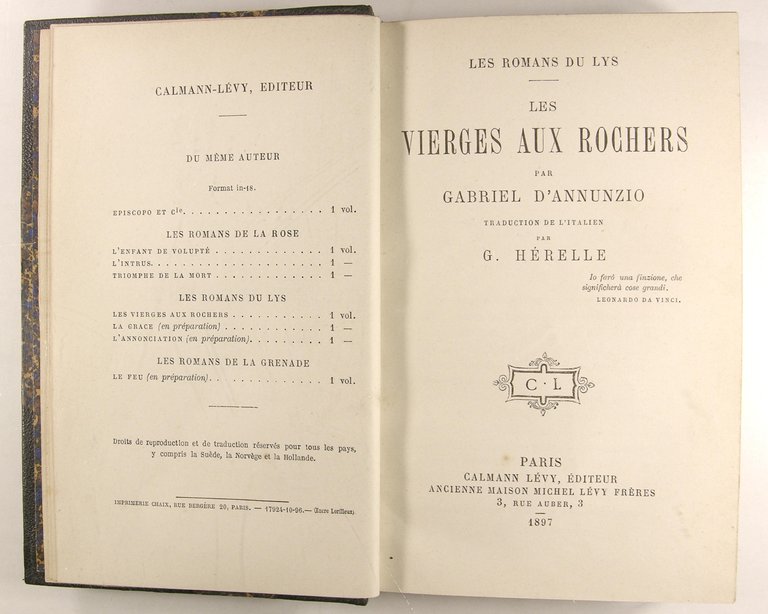 CALMANN-LÉVY, EDITEUR
DU MÊME AUTEUR
Format in-18.
EPISCOPO ET Cie. . . . . . . . . . . . . . . . . 1 vol.
LES ROMANS DE LA ROSE
L'ENFANT DE VOLUPTÉ . . . . . . . . . . . . . 1 vol.
L'INTRUS. . . . . . . . . . . . . . . . . . . . . 1 —
TRIOMPHE DE LA MORT . . . . . . . . . . . . . 1 —
LES ROMANS DU LYS
LES VIERGES AUX ROCHERS . . . . . . . . . . . 1 vol.
LA GRACE (en préparation) . . . . . . . . . . . . 1 —
L'ANNONCIATION (en préparation). . . . . . . . . 1 —
LES ROMANS DE LA GRENADE
LE FEU (en préparation). . . . . . . . . . . . . . 1 vol.
Droits de reproduction et de traduction réservés pour tous les pays,
y compris la Suède, la Norvège et la Hollande.
IMPRIMERIE CHAIX, RUE BERGÈRE 20, PARIS. — 17924-10-96. — (Encre Lorilleux)
LES ROMANS DU LYS
LES
VIERGES AUX ROCHERS
PAR
GABRIEL D'ANNUNZIO
TRADUCTION DE L'ITALIEN
PAR
G. HÉRELLE
Io farò una finzione, che
significherà cose grandi.
LEONARDO DA VINCI.
C · L
PARIS
CALMANN LÉVY, ÉDITEUR
ANCIENNE MAISON MICHEL LÉVY FRÈRES
3, RUE AUBER, 3
1897